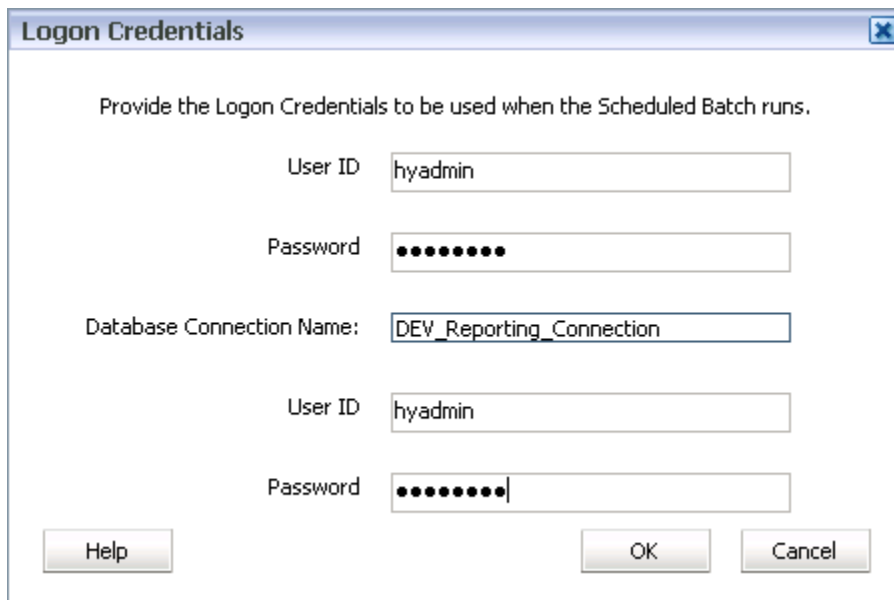 Logon Credentials
Provide the Logon Credentials to be used when the Scheduled Batch runs.
User ID hyadmin
Password ●●●●●●●●
Database Connection Name: DEV_Reporting_Connection
User ID hyadmin
Password ●●●●●●●●
Help OK Cancel